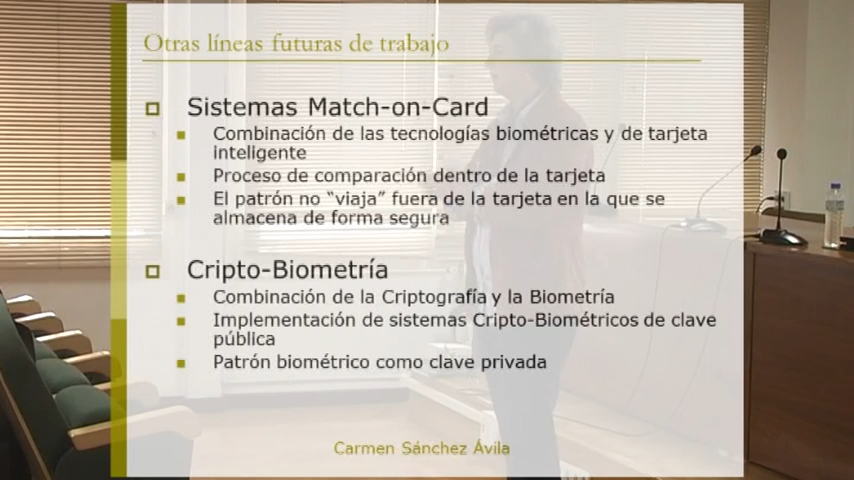 Otras líneas futuras de trabajo
Sistemas Match-on-Card
Combinación de las tecnologías biométricas y de tarjeta
inteligente
Proceso de comparación dentro de la tarjeta
El patrón no “viaja” fuera de la tarjeta en la que se
almacena de forma segura
Cripto-Biometría
Combinación de la Criptografía y la Biometría
Implementación de sistemas Cripto-Biométricos de clave
pública
Patrón biométrico como clave privada
Carmen Sánchez Ávila